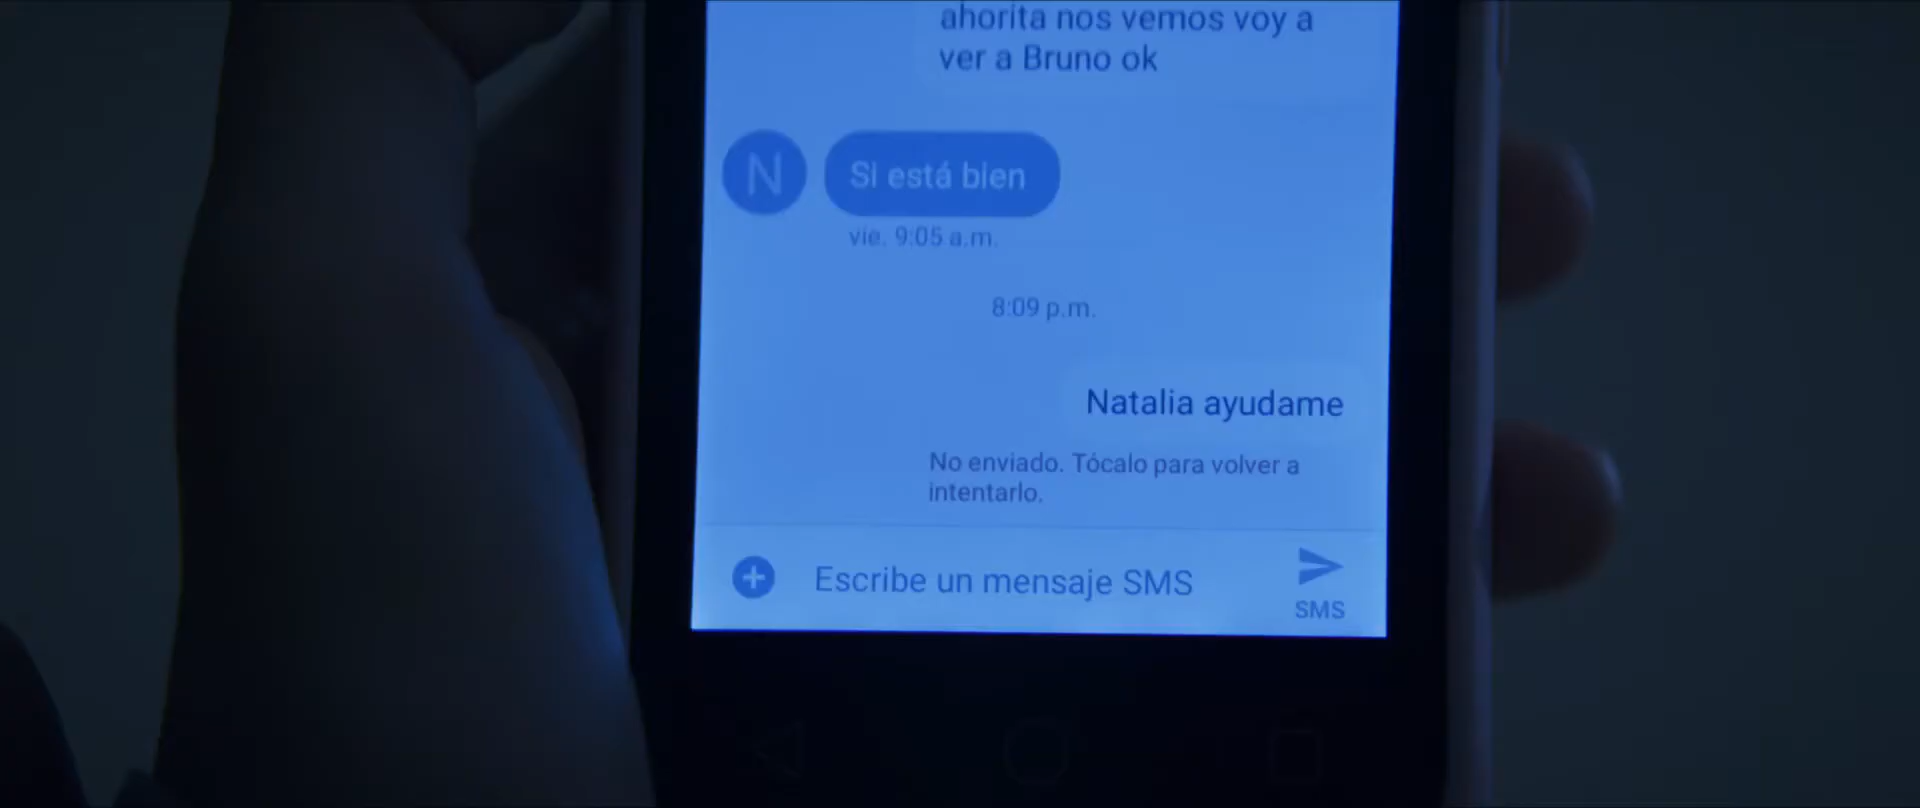 ahorita nos vemos voy a
ver a Bruno ok
N
Si está bien
vie. 9:05 a.m.
8:09 p.m.
Natalia ayudame
No enviado. Tócalo para volver a
intentarlo.
Escribe un mensaje SMS
SMS